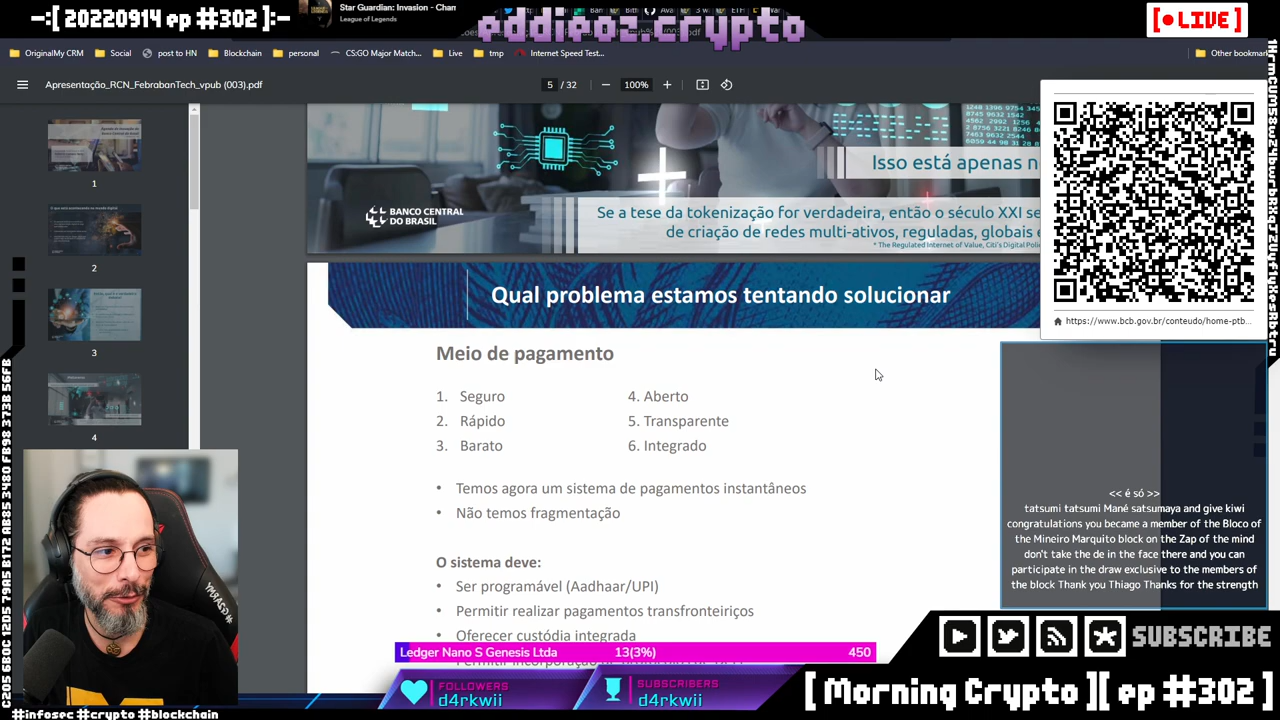 -:[ 20220914 ep #302 ]:-
Star Guardian: Invasion - Cham
League of Legends
eddieoz.crypto
[● LIVE]
OriginalMy CRM
Social
post to HN
Blockchain
personal
CS:GO Major Match...
Live
tmp
Internet Speed Test...
Other bookmar
Apresentação_RCN_FebrabanTech_vpub (003).pdf
5 / 32
100%
1
2
3
4
Isso está apenas n
BANCO CENTRAL
DO BRASIL
Se a tese da tokenização for verdadeira, então o século XXI se
de criação de redes multi-ativos, reguladas, globais e
* The Regulated Internet of Value, Citi's Digital Poli
https://www.bcb.gov.br/conteudo/home-ptb...
Qual problema estamos tentando solucionar
Meio de pagamento
1. Seguro
2. Rápido
3. Barato
4. Aberto
5. Transparente
6. Integrado
• Temos agora um sistema de pagamentos instantâneos
• Não temos fragmentação
O sistema deve:
• Ser programável (Aadhaar/UPI)
• Permitir realizar pagamentos transfronteiriços
• Oferecer custódia integrada
<< é só >>
tatsumi tatsumi Mané satsumaya and give kiwi
congratulations you became a member of the Bloco of
the Mineiro Marquito block on the Zap of the mind
don't take the de in the face there and you can
participate in the draw exclusive to the members of
the block Thank you Thiago Thanks for the strength
Ledger Nano S Genesis Ltda 13(3%) 450
FOLLOWERS
d4rkwii
SUBSCRIBERS
d4rkwii
SUBSCRIBE
[ Morning Crypto ][ ep #302 ]
#infosec #crypto #blockchain